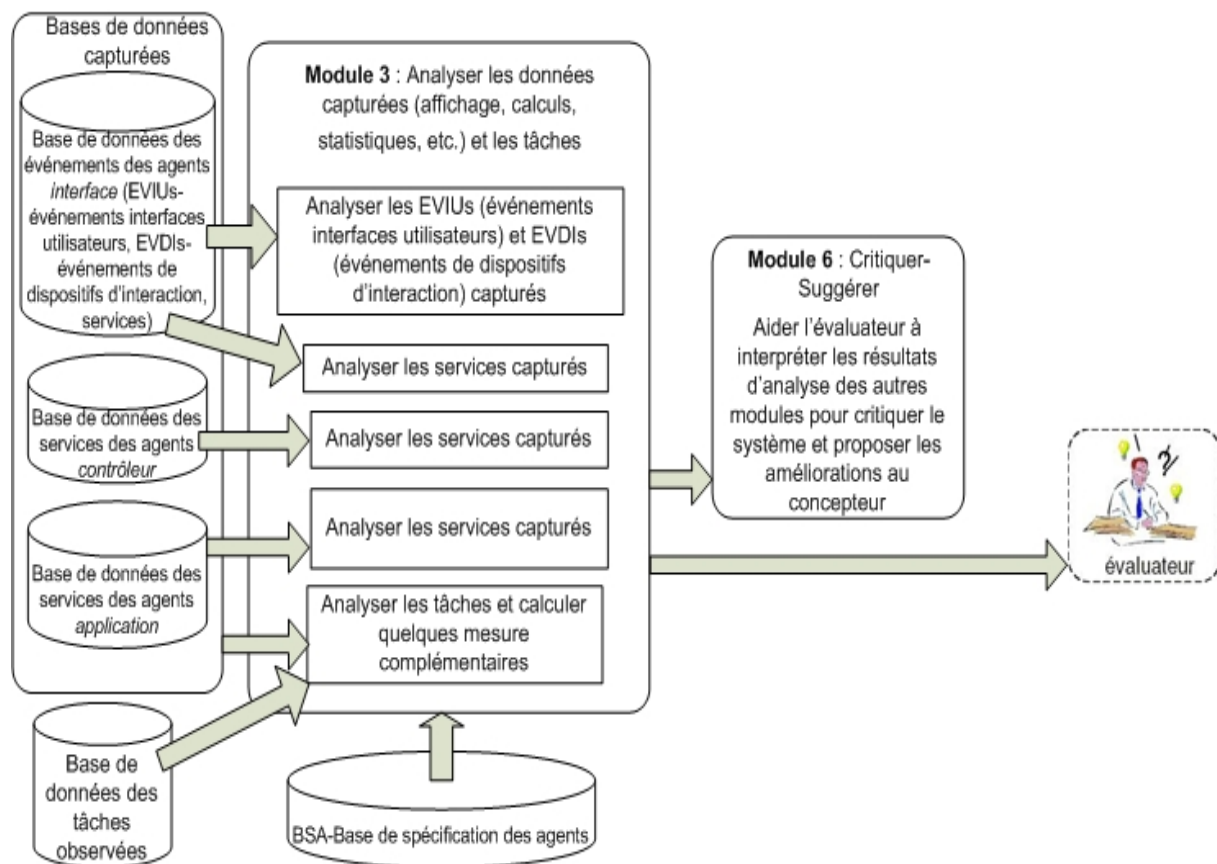 Bases de données
capturées
Base de données des
événements des agents
interface (EVIUs-
événements interfaces
utilisateurs, EVDIs-
événements de
dispositifs d'interaction,
services)
Base de données des
services des agents
contrôleur
Base de données des
services des agents
application
Base de
données des
tâches
observées
Module 3 : Analyser les données
capturées (affichage, calculs,
statistiques, etc.) et les tâches
Analyser les EVIUs (événements
interfaces utilisateurs) et EVDIs
(événements de dispositifs
d'interaction) capturés
Analyser les services capturés
Analyser les services capturés
Analyser les services capturés
Analyser les tâches et calculer
quelques mesure
complémentaires
BSA-Base de spécification des agents
Module 6 : Critiquer-
Suggérer
Aider l'évaluateur à
interpréter les résultats
d'analyse des autres
modules pour critiquer le
système et proposer les
améliorations au
concepteur
évaluateur